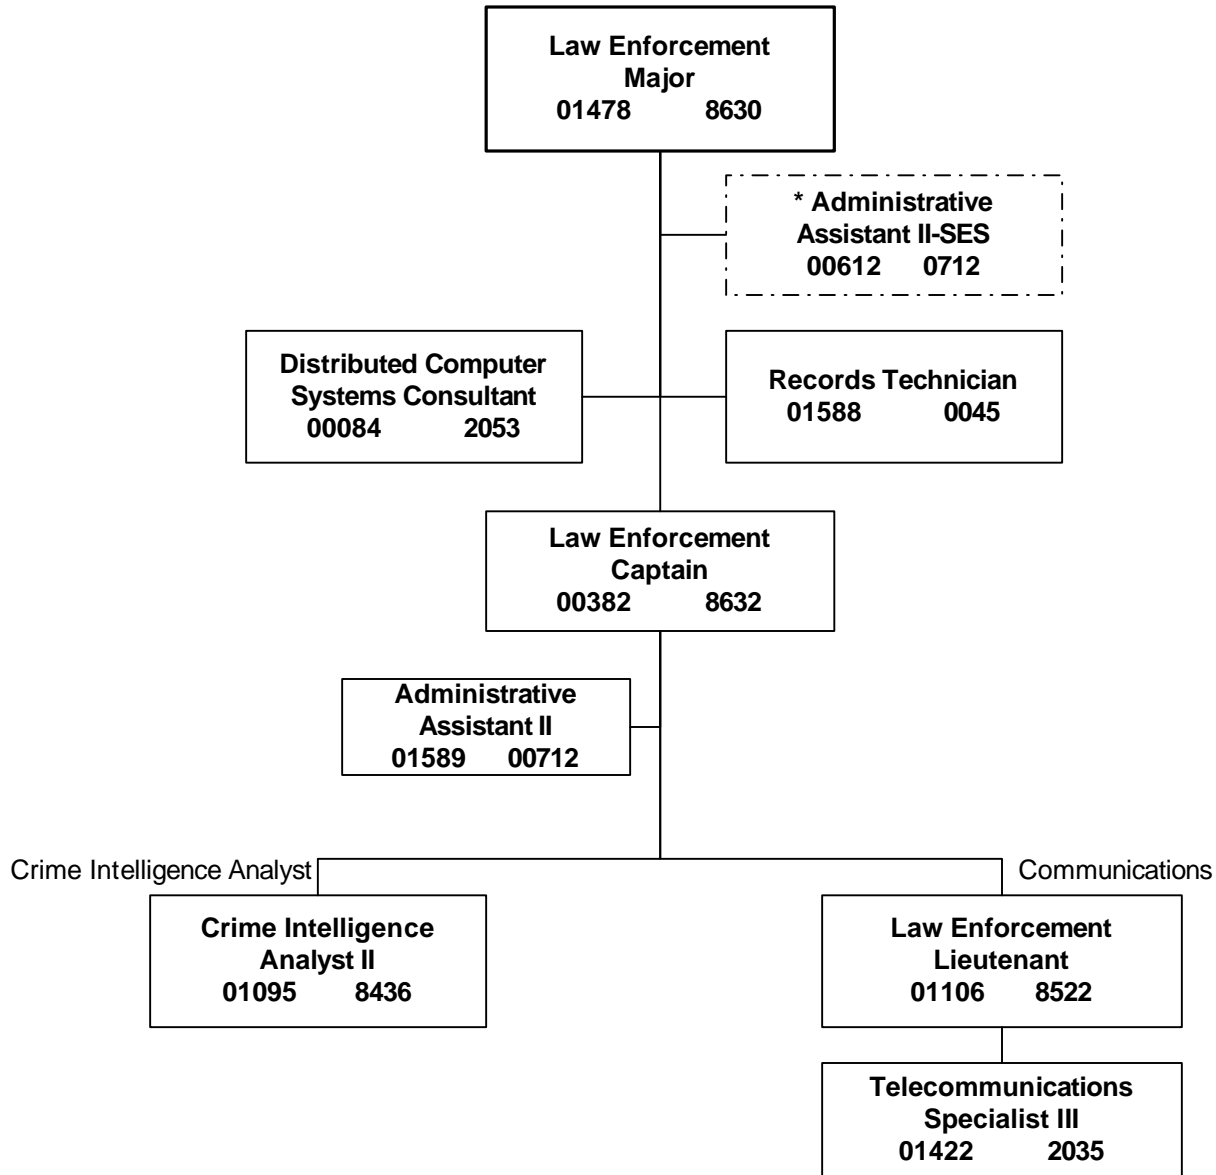 Law Enforcement
Major
01478 8630
* Administrative
Assistant II-SES
00612 0712
Distributed Computer
Systems Consultant
00084 2053
Records Technician
01588 0045
Law Enforcement
Captain
00382 8632
Administrative
Assistant II
01589 00712
Crime Intelligence Analyst
Communications
Crime Intelligence
Analyst II
01095 8436
Law Enforcement
Lieutenant
01106 8522
Telecommunications
Specialist III
01422 2035